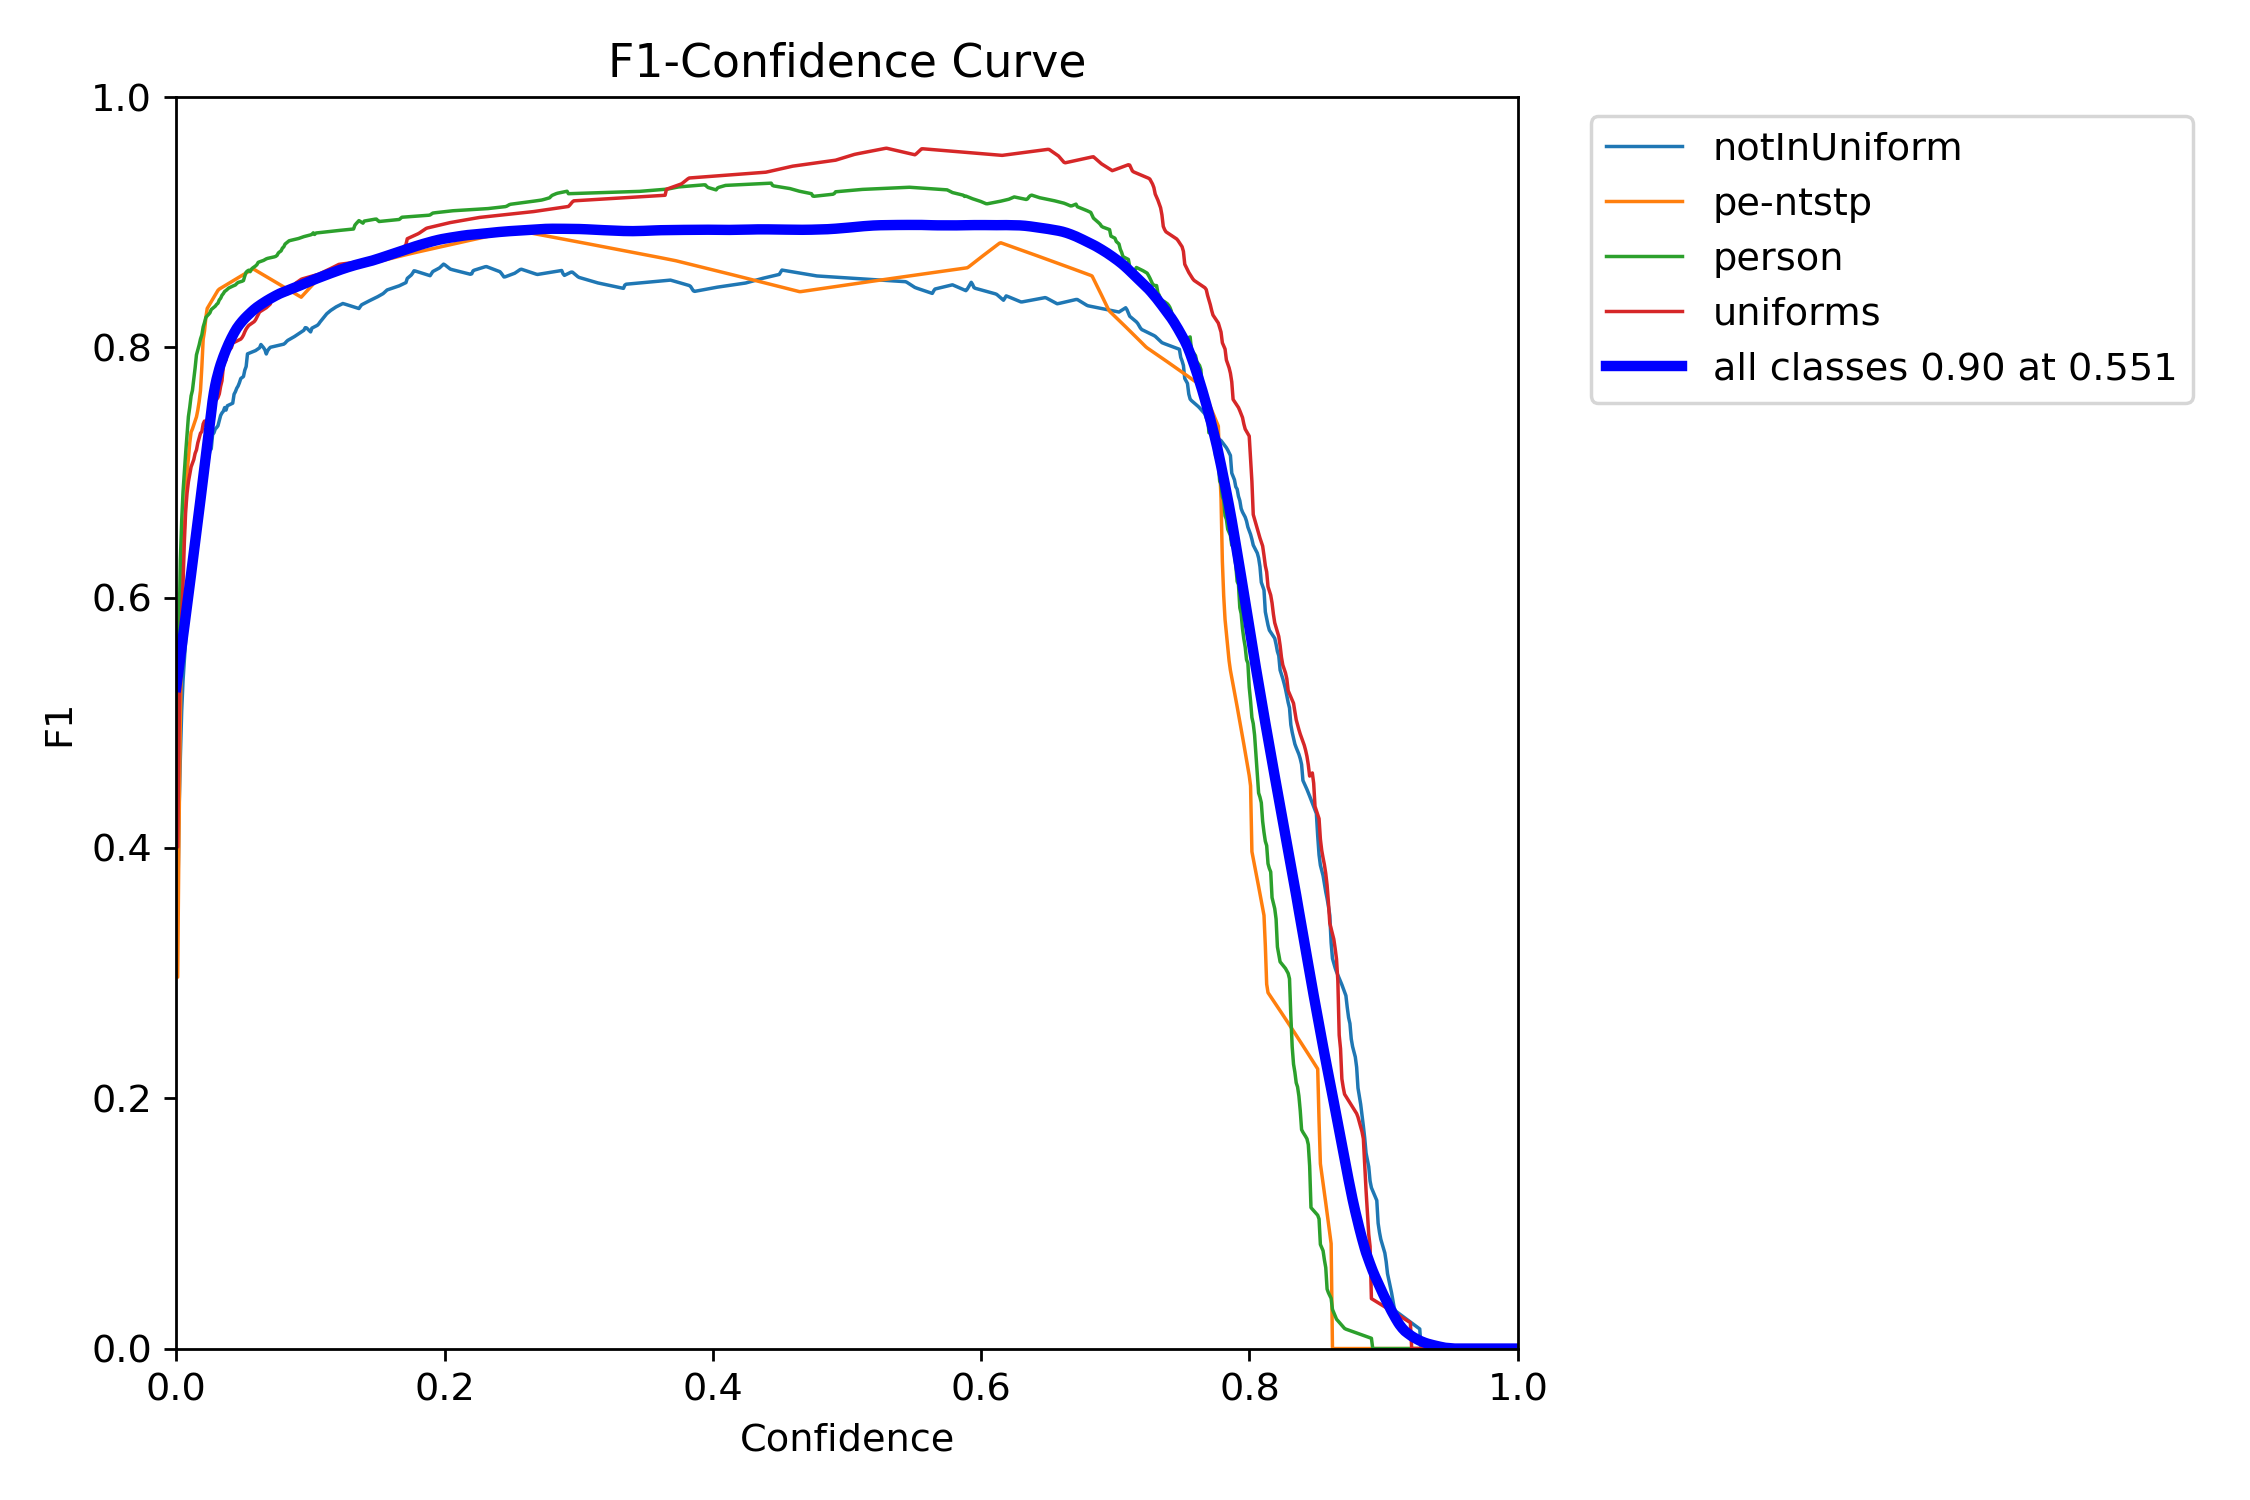 F1-Confidence Curve
1.0
0.8
0.6
0.4
0.2
0.0
F1
0.0 0.2 0.4 0.6 0.8 1.0
Confidence
notInUniform
pe-ntstp
person
uniforms
all classes 0.90 at 0.551